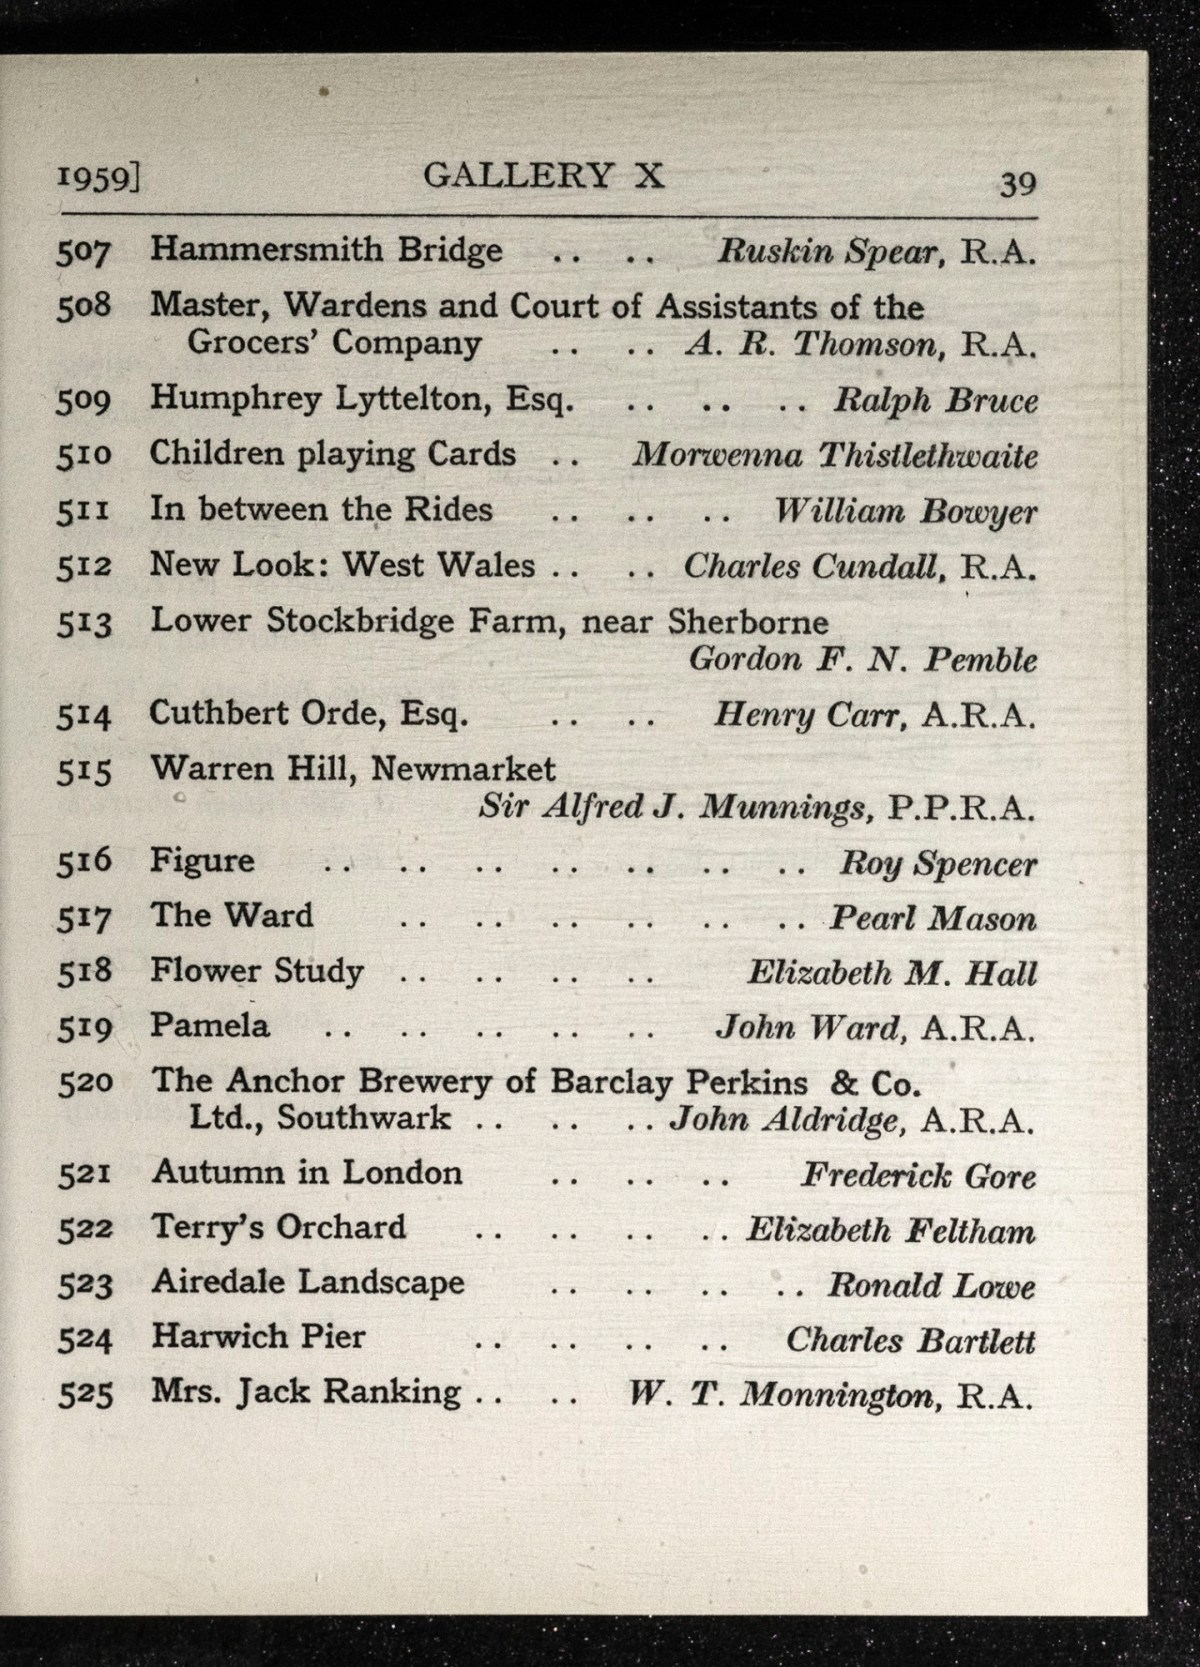 1959] GALLERY X 39
507 Hammersmith Bridge .. .. Ruskin Spear, R.A.
508 Master, Wardens and Court of Assistants of the
Grocers’ Company .. .. A. R. Thomson, R.A.
509 Humphrey Lyttelton, Esq. .. .. .. Ralph Bruce
510 Children playing Cards .. Morwenna Thistlethwaite
511 In between the Rides .. .. .. William Bowyer
512 New Look: West Wales .. .. Charles Cundall, R.A.
513 Lower Stockbridge Farm, near Sherborne
Gordon F. N. Pemble
514 Cuthbert Orde, Esq. .. .. Henry Carr, A.R.A.
515 Warren Hill, Newmarket
Sir Alfred J. Munnings, P.P.R.A.
516 Figure .. .. .. .. .. .. .. Roy Spencer
517 The Ward .. .. .. .. .. .. Pearl Mason
518 Flower Study .. .. .. .. Elizabeth M. Hall
519 Pamela .. .. .. .. .. John Ward, A.R.A.
520 The Anchor Brewery of Barclay Perkins & Co.
Ltd., Southwark .. .. .. John Aldridge, A.R.A.
521 Autumn in London .. .. .. Frederick Gore
522 Terry’s Orchard .. .. .. .. Elizabeth Feltham
523 Airedale Landscape .. .. .. .. Ronald Lowe
524 Harwich Pier .. .. .. .. Charles Bartlett
525 Mrs. Jack Ranking .. .. W. T. Monnington, R.A.